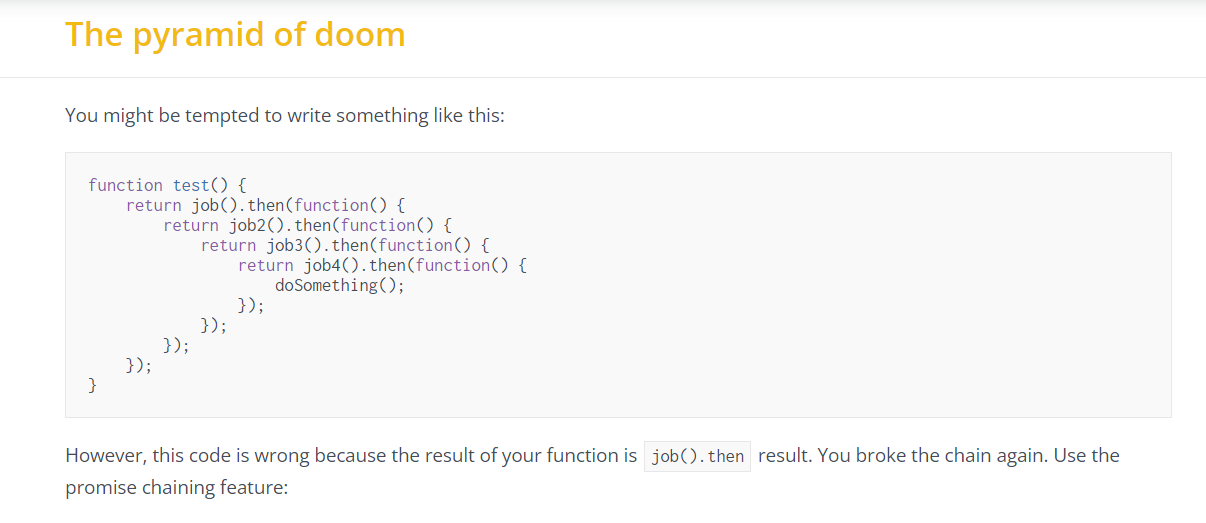 The pyramid of doom
You might be tempted to write something like this:
function test() {
    return job().then(function() {
        return job2().then(function() {
            return job3().then(function() {
                return job4().then(function() {
                    doSomething();
                });
            });
        });
    });
}
However, this code is wrong because the result of your function is job().then result. You broke the chain again. Use the
promise chaining feature: